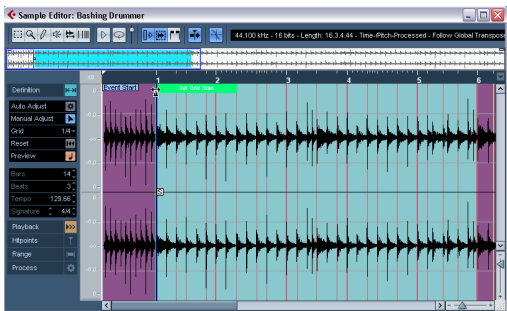 Sample Editor: Bashing Drummer
44.100 kHz - 16 bits - Length: 16.3.4.44 - Time-/Pitch-Processed - Follow Global Transpos
dB
1
2
3
4
5
6
Definition
Event Start
Set Grid Start
Auto Adjust
Manual Adjust
Grid 1/4
Reset
Preview
Bars 14
Beats 3
Tempo 129.66
Signature 4/4
Playback
Hitpoints
Range
Process